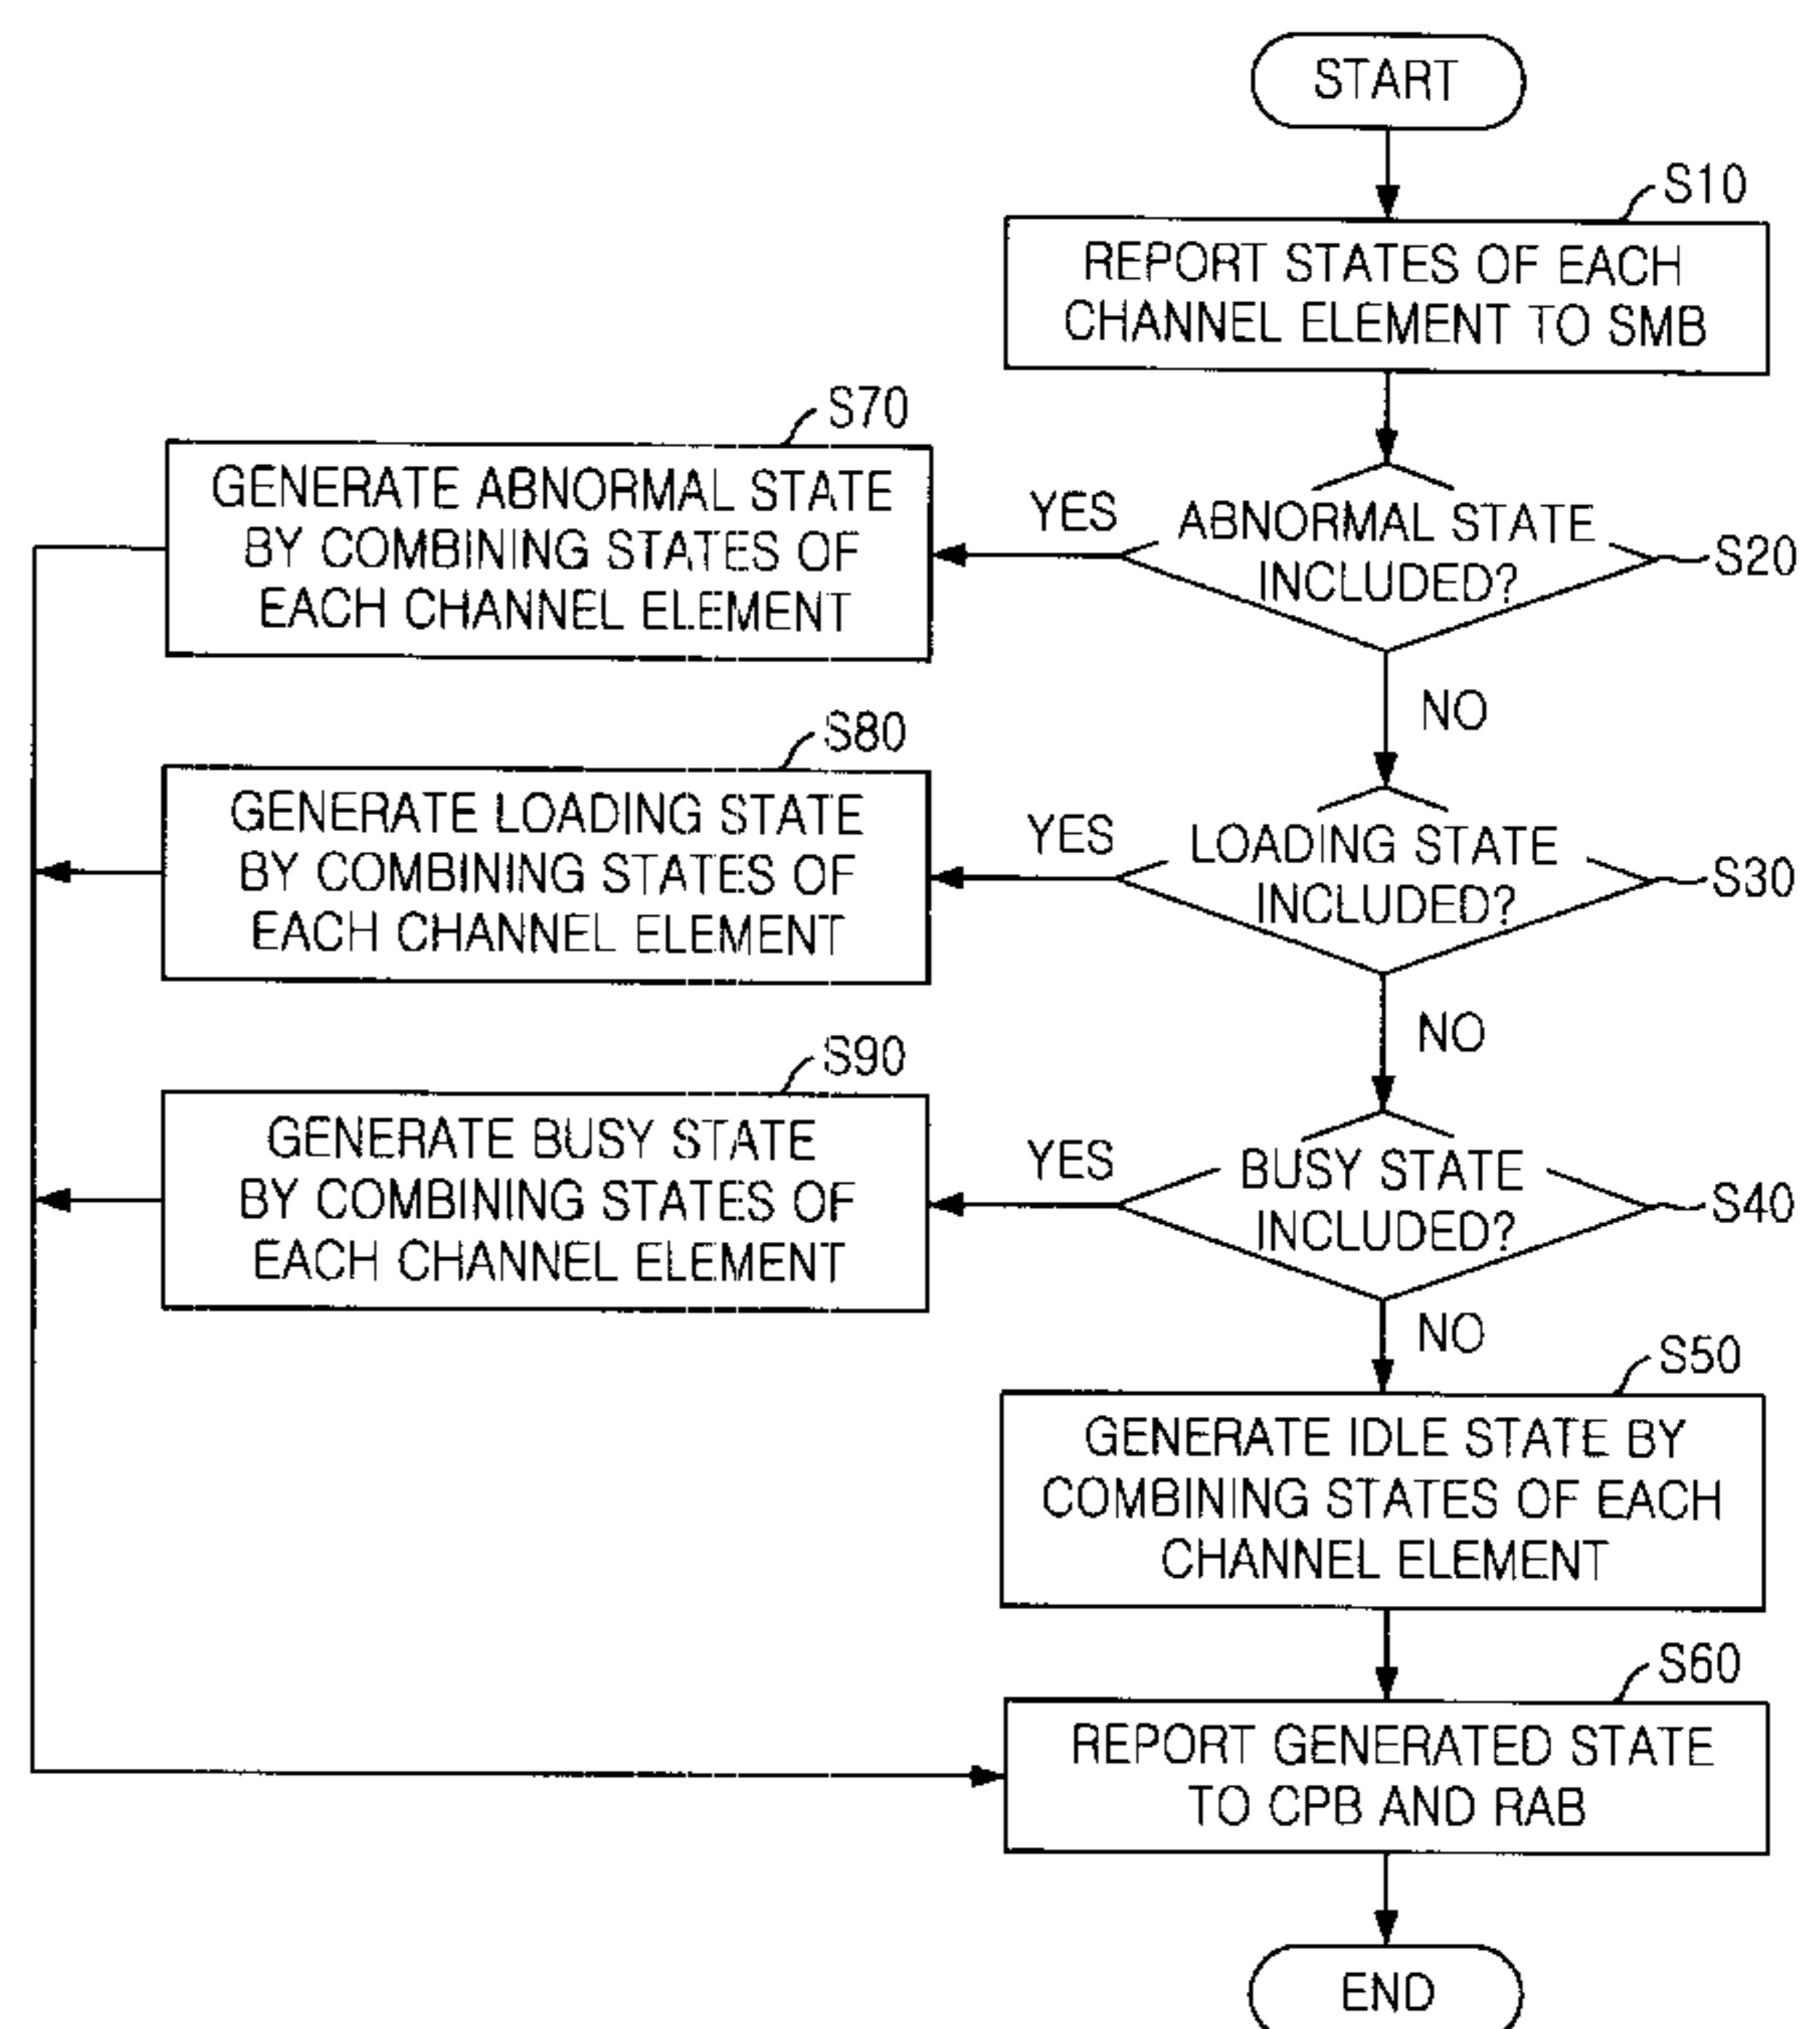 START
S10
REPORT STATES OF EACH
CHANNEL ELEMENT TO SMB
S70
GENERATE ABNORMAL STATE
BY COMBINING STATES OF
EACH CHANNEL ELEMENT
YES
ABNORMAL STATE
INCLUDED?
S20
NO
S80
GENERATE LOADING STATE
BY COMBINING STATES OF
EACH CHANNEL ELEMENT
YES
LOADING STATE
INCLUDED?
S30
NO
S90
GENERATE BUSY STATE
BY COMBINING STATES OF
EACH CHANNEL ELEMENT
YES
BUSY STATE
INCLUDED?
S40
NO
S50
GENERATE IDLE STATE BY
COMBINING STATES OF EACH
CHANNEL ELEMENT
S60
REPORT GENERATED STATE
TO CPB AND RAB
END